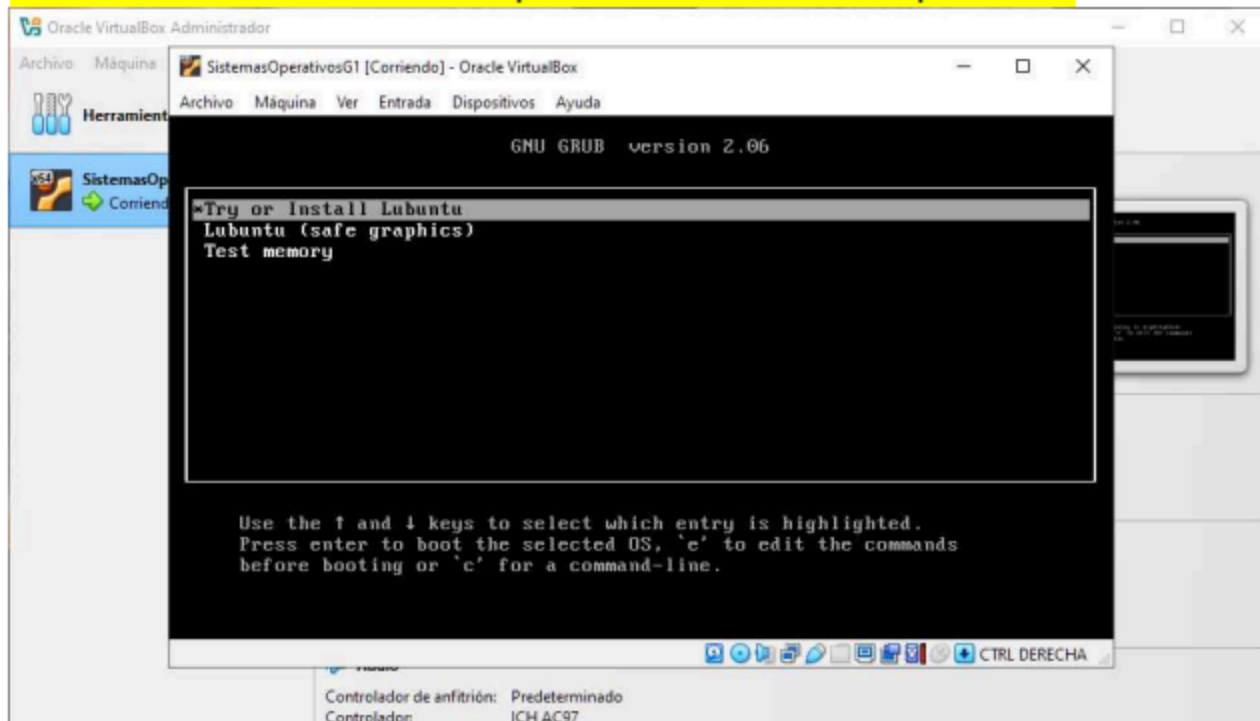 Oracle VirtualBox Administrador
Archivo Máquina
SistemasOperativosG1 [Corriendo] - Oracle VirtualBox
Archivo Máquina Ver Entrada Dispositivos Ayuda
Herramient
SistemasOp
Corriend
GNU GRUB version 2.06
*Try or Install Lubuntu
Lubuntu (safe graphics)
Test memory
Use the ↑ and ↓ keys to select which entry is highlighted.
Press enter to boot the selected OS, `e' to edit the commands
before booting or `c' for a command-line.
CTRL DERECHA
Controlador de anfitrión: Predeterminado
Controlador: ICH AC97